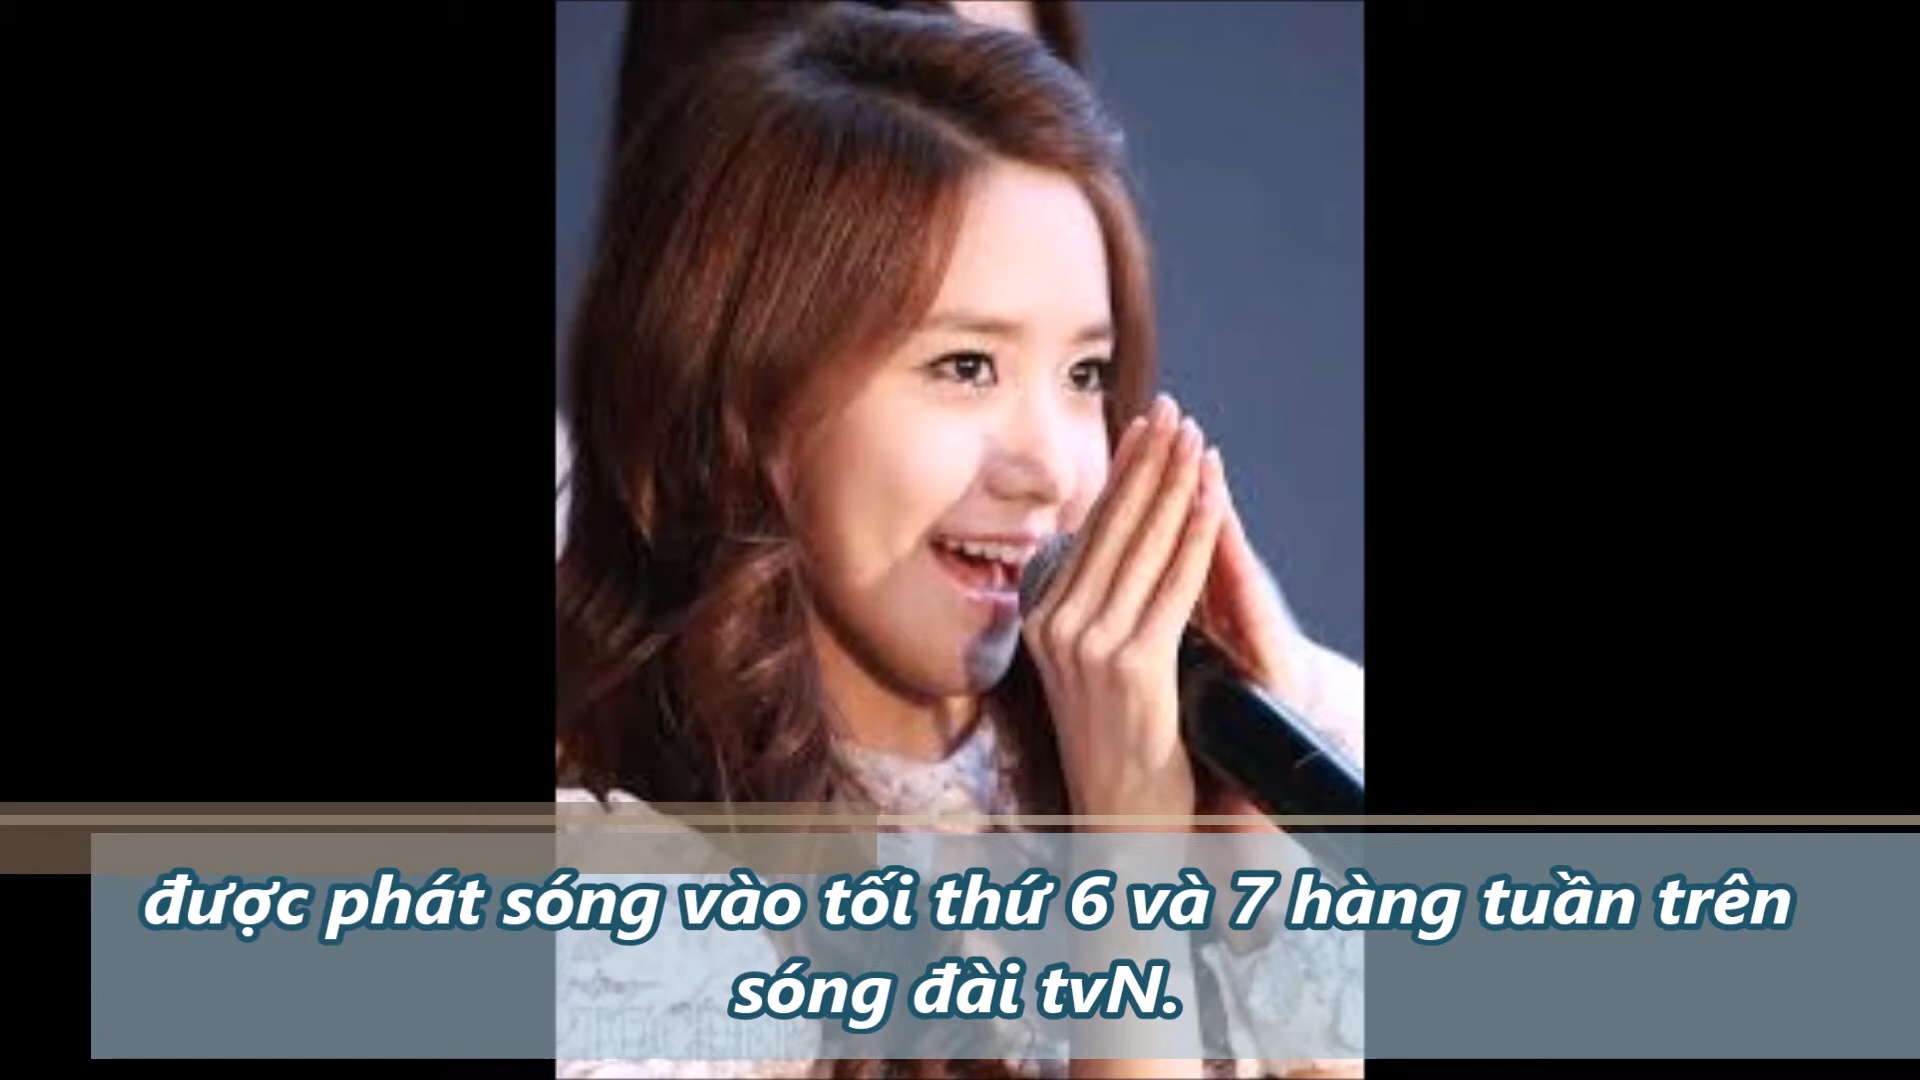 được phát sóng vào tối thứ 6 và 7 hàng tuần trên
sóng đài tvN.